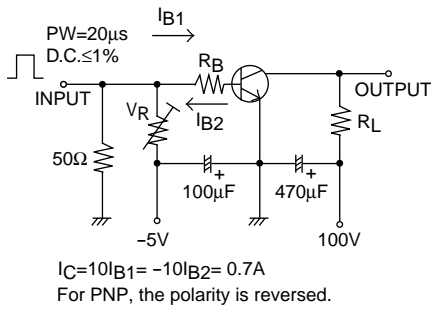 PW=20μs
D.C.≤1%
IB1
RB
INPUT
OUTPUT
VR
IB2
RL
50Ω
+
100μF
+
470μF
–5V
100V
IC=10IB1= –10IB2= 0.7A
For PNP, the polarity is reversed.